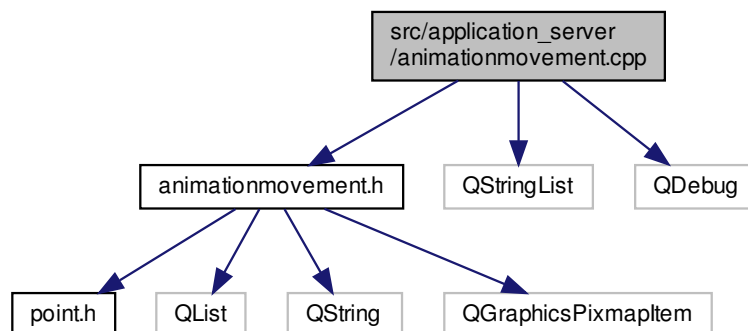 src/application_server
/animationmovement.cpp
animationmovement.h
QStringList
QDebug
point.h
QList
QString
QGraphicsPixmapItem